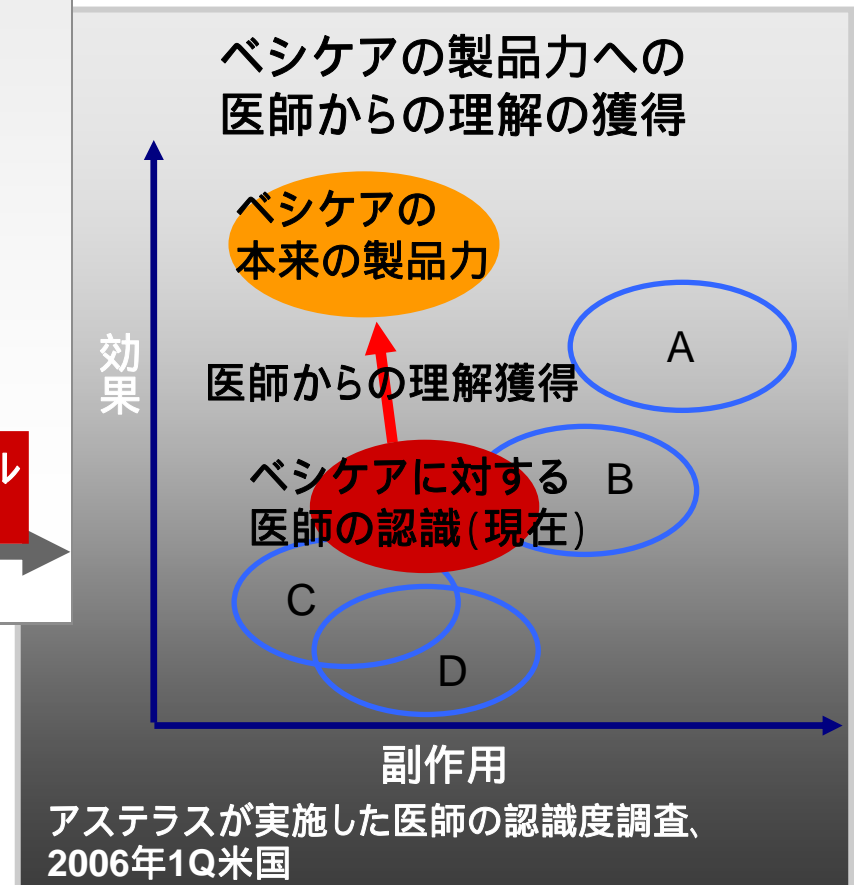 ベシケアの製品力への
医師からの理解の獲得
ベシケアの
本来の製品力
A
効果
医師からの理解獲得
ル
ベシケアに対する
医師の認識(現在)
B
C
D
副作用
アステラスが実施した医師の認識度調査、
2006年1Q米国